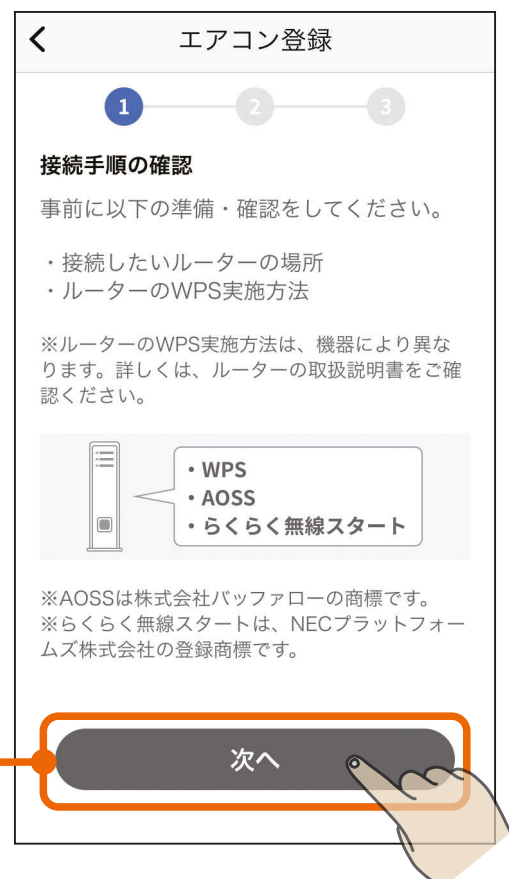 エアコン登録
1 2 3
接続手順の確認
事前に以下の準備・確認をしてください。
・接続したいルーターの場所
・ルーターのWPS実施方法
※ルーターのWPS実施方法は、機器により異な
ります。詳しくは、ルーターの取扱説明書をご確
認ください。
・WPS
・AOSS
・らくらく無線スタート
※AOSSは株式会社バッファローの商標です。
※らくらく無線スタートは、NECプラットフォー
ムズ株式会社の登録商標です。
次へ